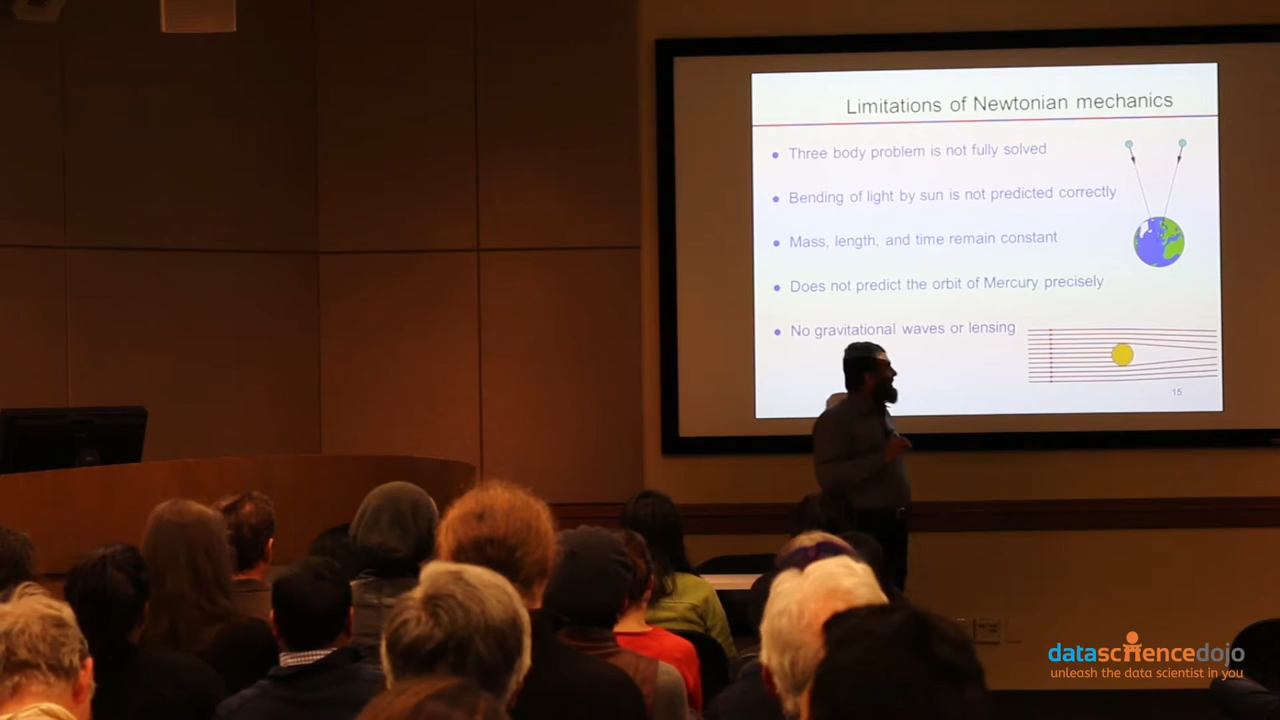 Limitations of Newtonian mechanics
• Three body problem is not fully solved
• Bending of light by sun is not predicted correctly
• Mass, length, and time remain constant
• Does not predict the orbit of Mercury precisely
• No gravitational waves or lensing
15
datasciencedojo
unleash the data scientist in you